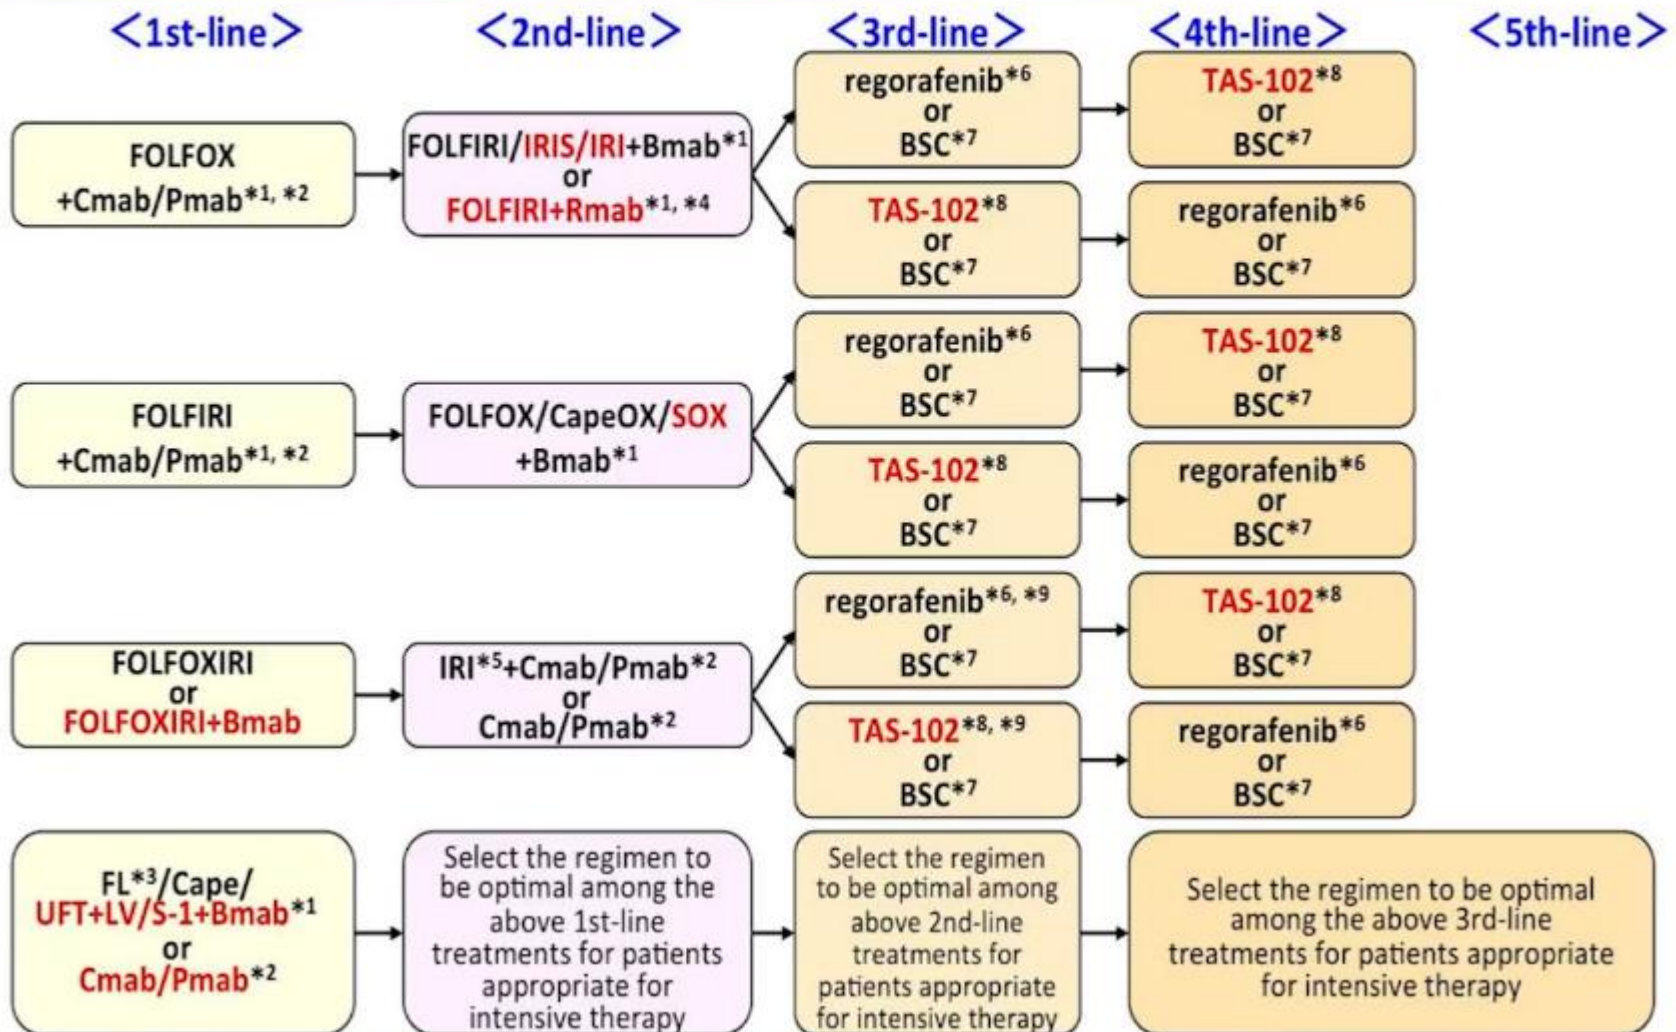 <1st-line>
<2nd-line>
<3rd-line>
<4th-line>
<5th-line>
FOLFOX
+Cmab/Pmab*1, *2
FOLFIRI/IRIS/IRI+Bmab*1
or
FOLFIRI+Rmab*1, *4
regorafenib*6
or
BSC*7
TAS-102*8
or
BSC*7
TAS-102*8
or
BSC*7
regorafenib*6
or
BSC*7
FOLFIRI
+Cmab/Pmab*1, *2
FOLFOX/CapeOX/SOX
+Bmab*1
regorafenib*6
or
BSC*7
TAS-102*8
or
BSC*7
TAS-102*8
or
BSC*7
regorafenib*6
or
BSC*7
FOLFOXIRI
or
FOLFOXIRI+Bmab
IRI*5+Cmab/Pmab*2
or
Cmab/Pmab*2
regorafenib*6, *9
or
BSC*7
TAS-102*8
or
BSC*7
TAS-102*8, *9
or
BSC*7
regorafenib*6
or
BSC*7
FL*3/Cape/
UFT+LV/S-1+Bmab*1
or
Cmab/Pmab*2
Select the regimen to
be optimal among the
above 1st-line
treatments for patients
appropriate for
intensive therapy
Select the regimen
to be optimal among
above 2nd-line
treatments for
patients appropriate
for intensive therapy
Select the regimen to be optimal
among the above 3rd-line
treatments for patients appropriate
for intensive therapy